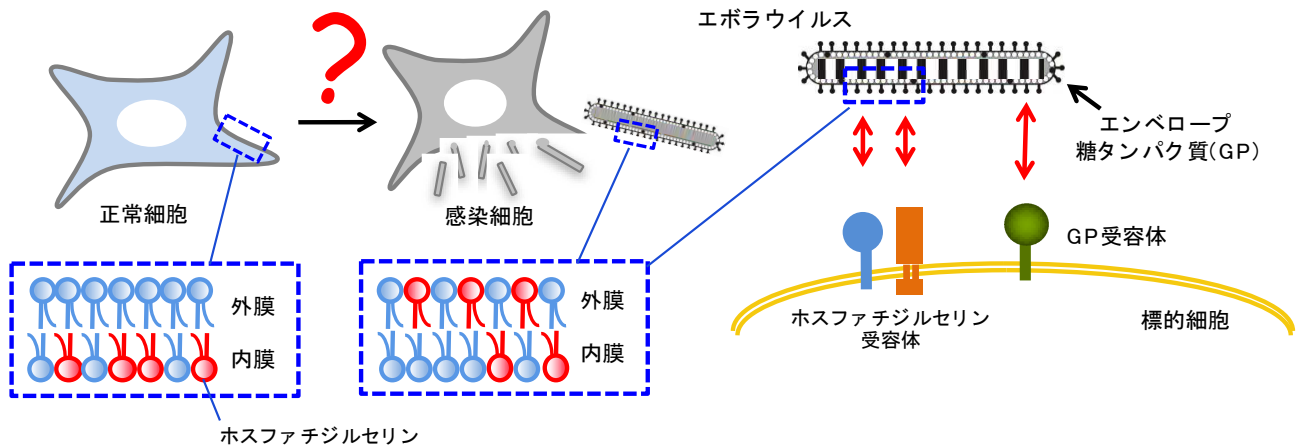 エボラウイルス
?
エンベロープ
糖タンパク質(GP)
正常細胞
感染細胞
GP受容体
外膜
内膜
外膜
内膜
ホスファチジルセリン
受容体
標的細胞
ホスファチジルセリン